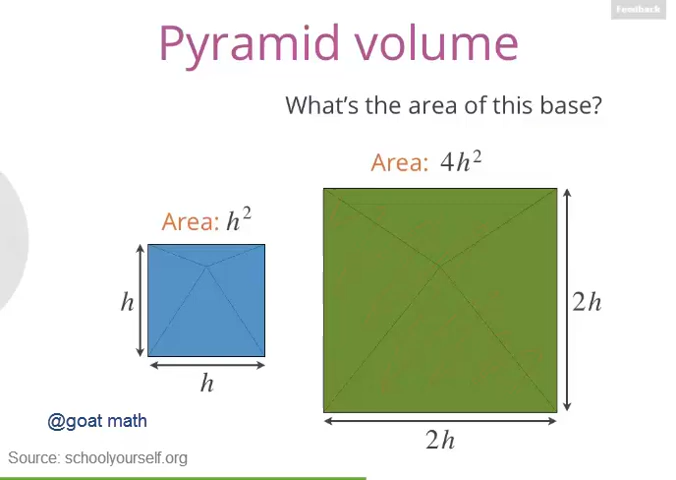 Feedback
Pyramid volume
What's the area of this base?
Area: 4h²
Area: h²
h
2h
h
2h
@goat math
Source: schoolyourself.org